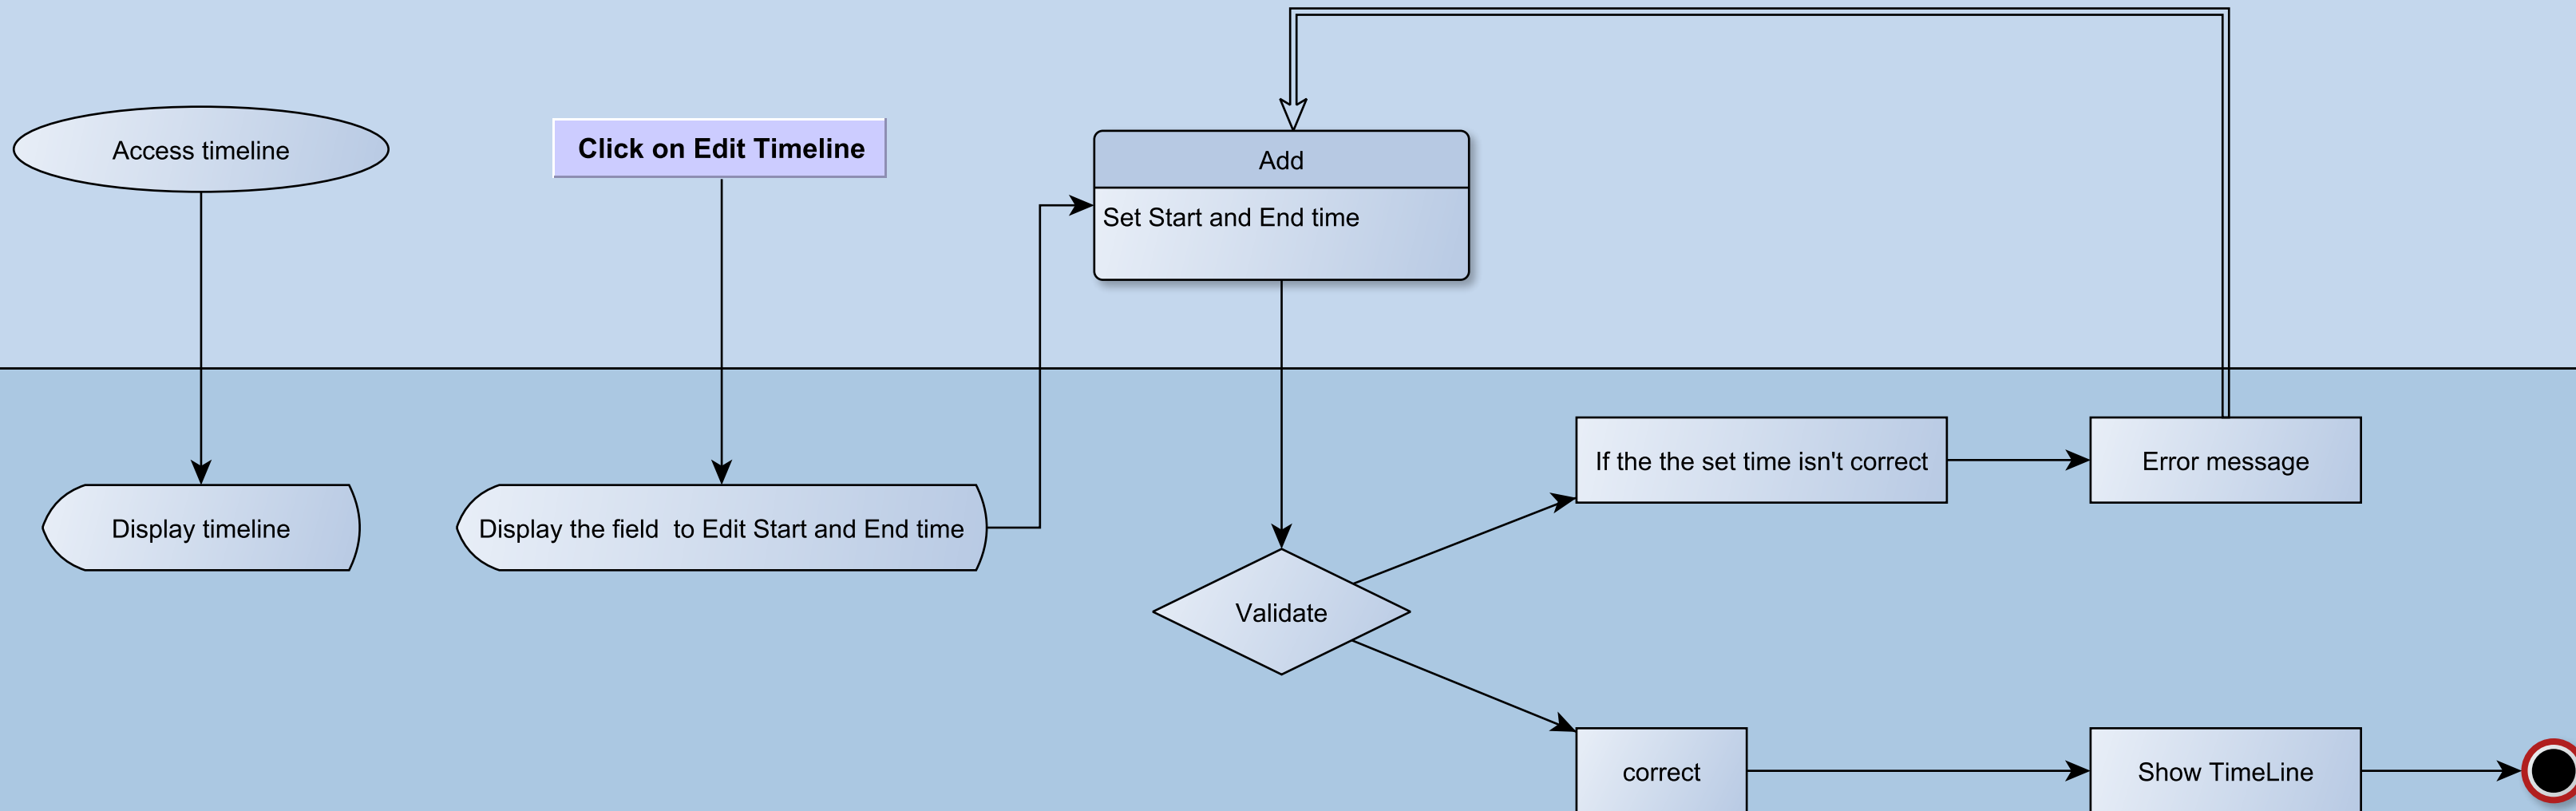 Access timeline
Click on Edit Timeline
Add
Set Start and End time
If the the set time isn't correct
Error message
Display timeline
Display the field  to Edit Start and End time
Validate
correct
Show TimeLine